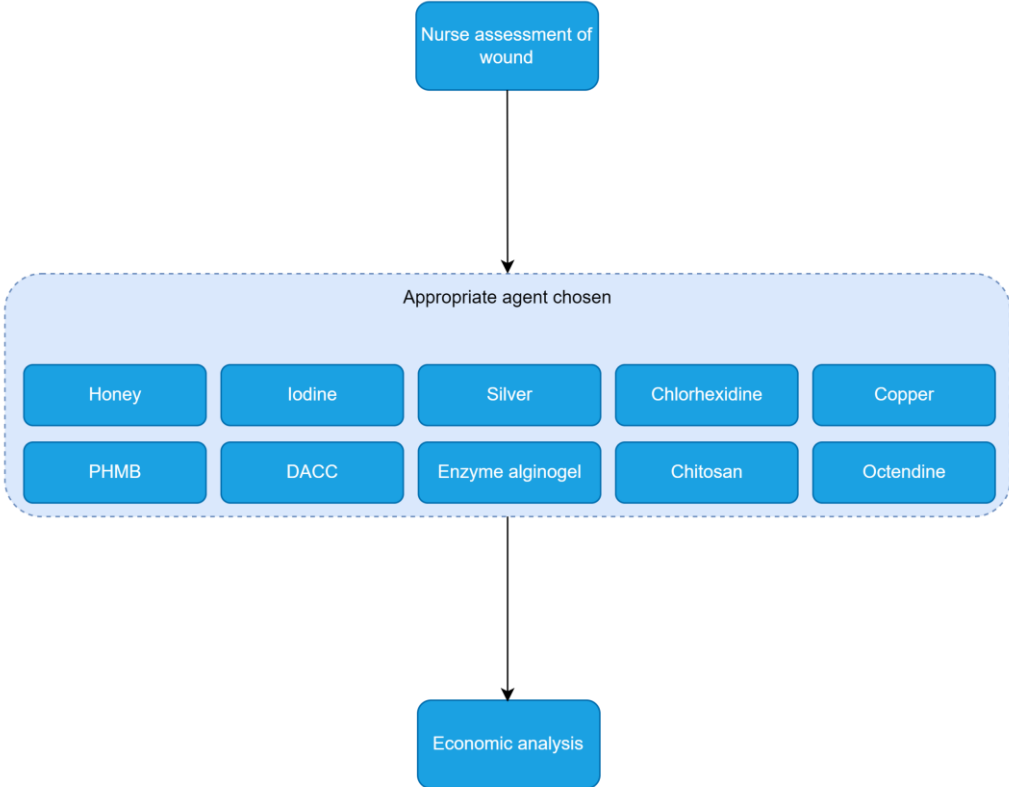 Nurse assessment of
wound
Appropriate agent chosen
Honey
Iodine
Silver
Chlorhexidine
Copper
PHMB
DACC
Enzyme alginogel
Chitosan
Octendine
Economic analysis